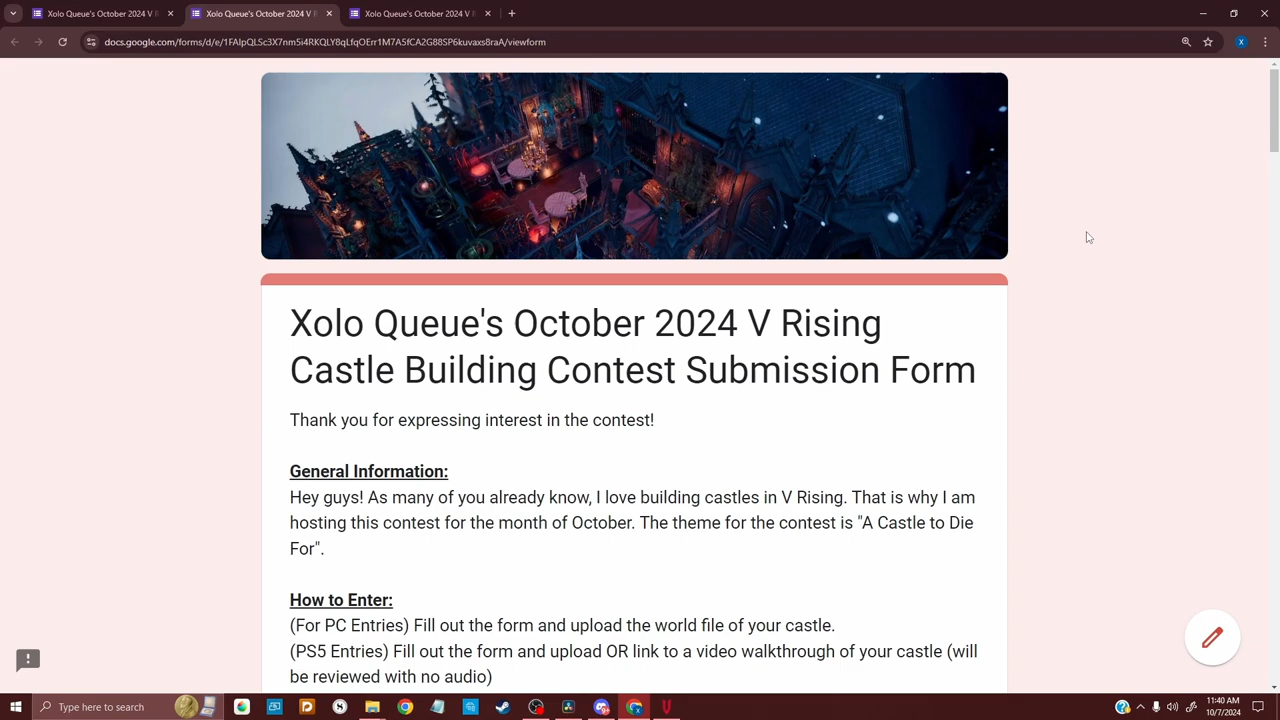 Xolo Queue's October 2024 V R
Xolo Queue's October 2024 V R
Xolo Queue's October 2024 V R
docs.google.com/forms/d/e/1FAIpQLSc3X7nm5i4RKQLY8qLfqOErr1M7A5fCA2G88SP6kuvaxs8raA/viewform
Xolo Queue's October 2024 V Rising
Castle Building Contest Submission Form
Thank you for expressing interest in the contest!
General Information:
Hey guys! As many of you already know, I love building castles in V Rising. That is why I am
hosting this contest for the month of October. The theme for the contest is "A Castle to Die
For".
How to Enter:
(For PC Entries) Fill out the form and upload the world file of your castle.
(PS5 Entries) Fill out the form and upload OR link to a video walkthrough of your castle (will
be reviewed with no audio)
Type here to search
11:40 AM
10/7/2024